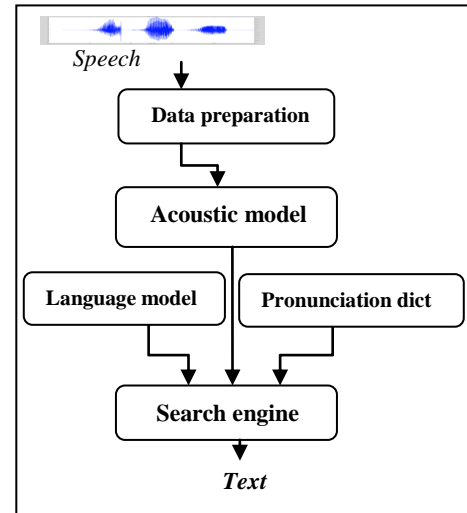 Speech
Data preparation
Acoustic model
Language model
Pronunciation dict
Search engine
Text